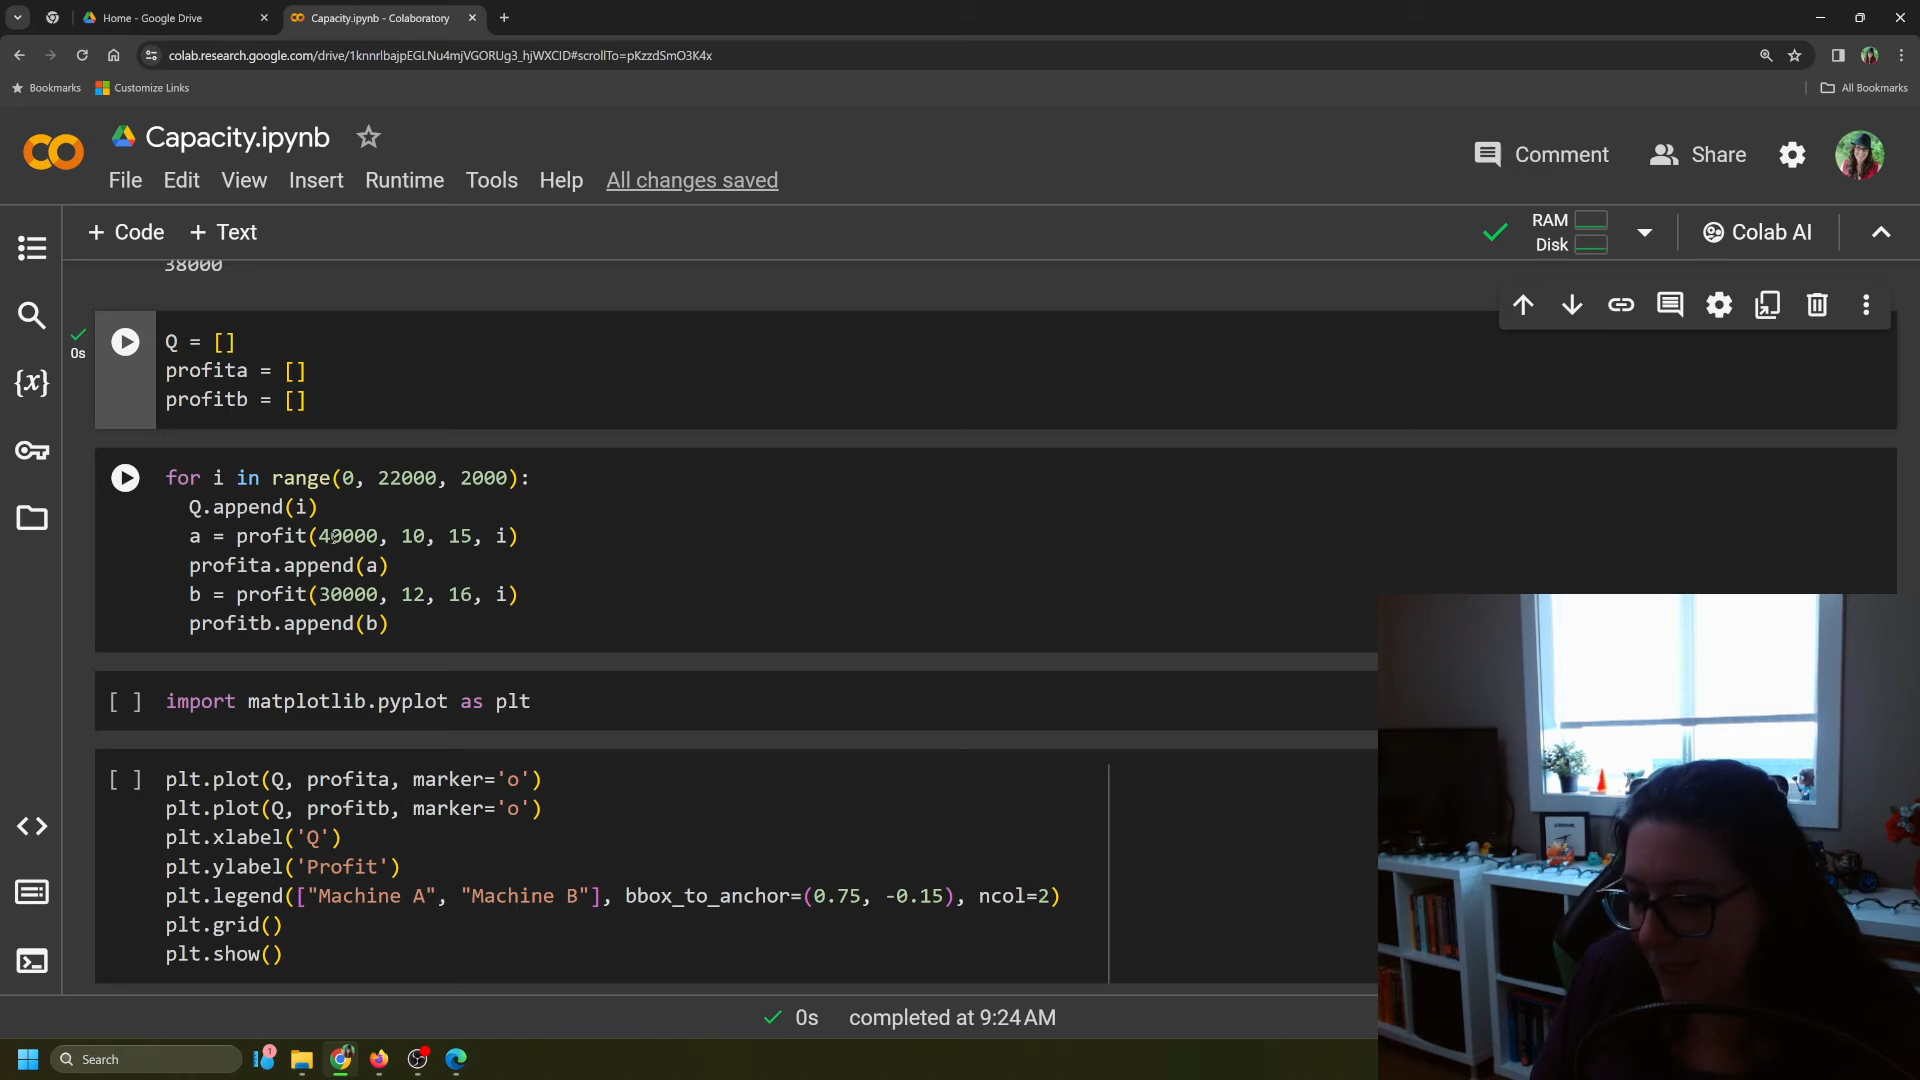 Home - Google Drive
Capacity.ipynb - Colaboratory
colab.research.google.com/drive/1knnrlbajpEGLNu4mjVGORUg3_hjWXCID#scrollTo=pKzzdSmO3K4x
Bookmarks
Customize Links
All Bookmarks
Capacity.ipynb
Comment
Share
File Edit View Insert Runtime Tools Help All changes saved
+ Code + Text
RAM
Disk
Colab AI
38000
{x}
0s
Q = []
profita = []
profitb = []
for i in range(0, 22000, 2000):
Q.append(i)
a = profit(40000, 10, 15, i)
profita.append(a)
b = profit(30000, 12, 16, i)
profitb.append(b)
[ ] import matplotlib.pyplot as plt
[ ] plt.plot(Q, profita, marker='o')
plt.plot(Q, profitb, marker='o')
plt.xlabel('Q')
plt.ylabel('Profit')
plt.legend(["Machine A", "Machine B"], bbox_to_anchor=(0.75, -0.15), ncol=2)
plt.grid()
plt.show()
0s completed at 9:24 AM
Search
1